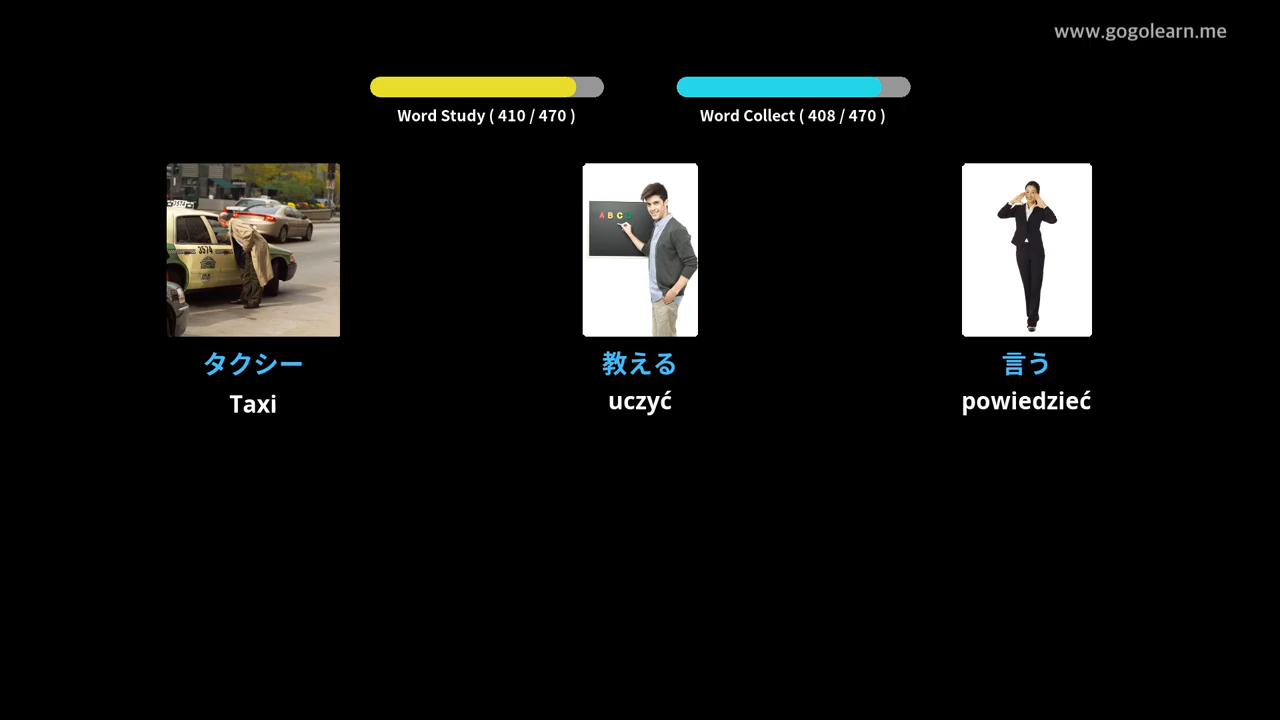 www.gogolearn.me
Word Study ( 410 / 470 )
Word Collect ( 408 / 470 )
3574
A B C D
タクシー
教える
言う
Taxi
uczyć
powiedzieć